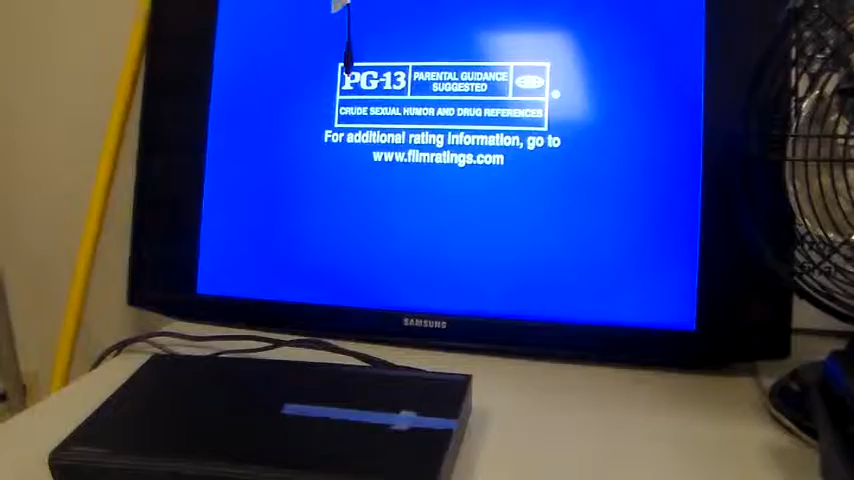 PG-13
PARENTAL GUIDANCE
SUGGESTED
CRUDE SEXUAL HUMOR AND DRUG REFERENCES
For additional rating information, go to
www.filmratings.com
SAMSUNG